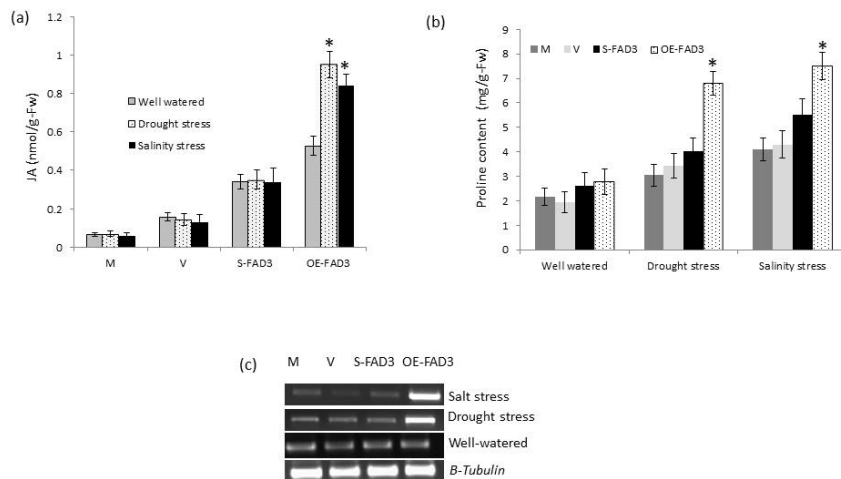 (a)
JA (nmol/g-Fw)
1.2
1
0.8
0.6
0.4
0.2
0
Well watered
Drought stress
Salinity stress
* *
M V S-FAD3 OE-FAD3
(b)
Proline content (mg/g-Fw)
9
8
7
6
5
4
3
2
1
0
M V S-FAD3 OE-FAD3
* *
Well watered Drought stress Salinity stress
(c)
M V S-FAD3 OE-FAD3
Salt stress
Drought stress
Well-watered
B-Tubulin